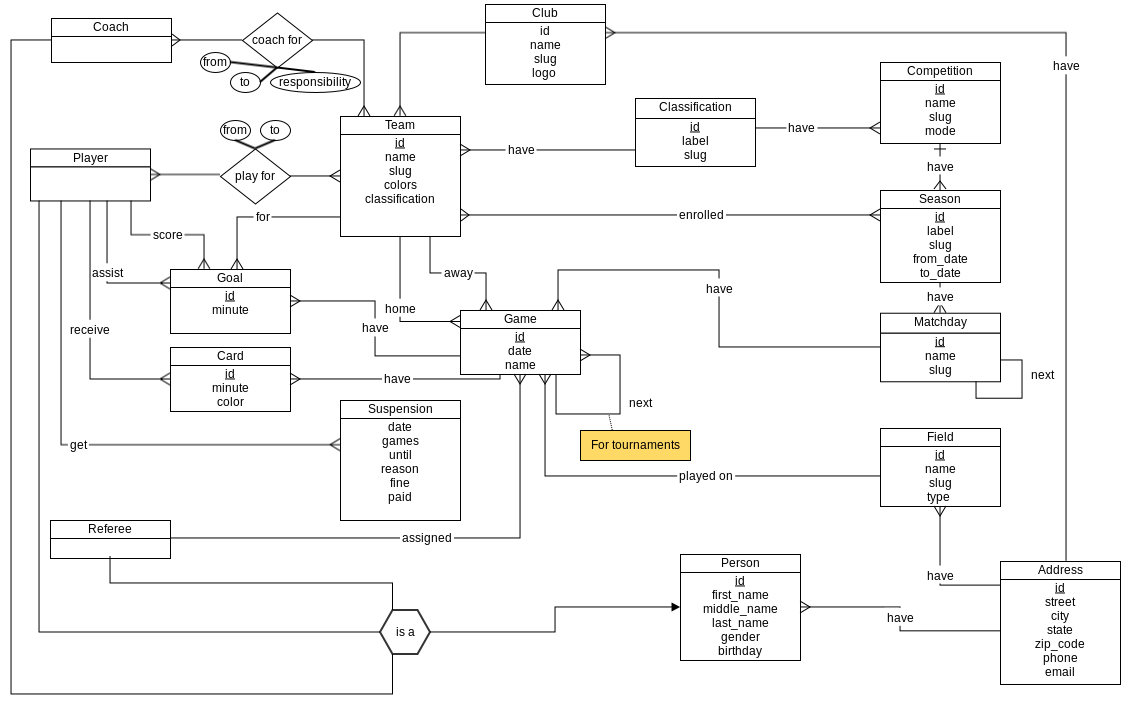 Coach
coach for
from
to
responsibility
Club
id
name
slug
logo
have
Competition
id
name
slug
mode
Classification
id
label
slug
have
have
Team
id
name
slug
colors
classification
from
to
play for
Player
have
Season
id
label
slug
from_date
to_date
enrolled
for
score
assist
away
home
Goal
id
minute
have
receive
Game
id
date
name
have
have
Matchday
id
name
slug
next
Card
id
minute
color
have
next
For tournaments
get
Suspension
date
games
until
reason
fine
paid
Field
id
name
slug
type
played on
Referee
assigned
have
Person
id
first_name
middle_name
last_name
gender
birthday
Address
id
street
city
state
zip_code
phone
email
have
is a